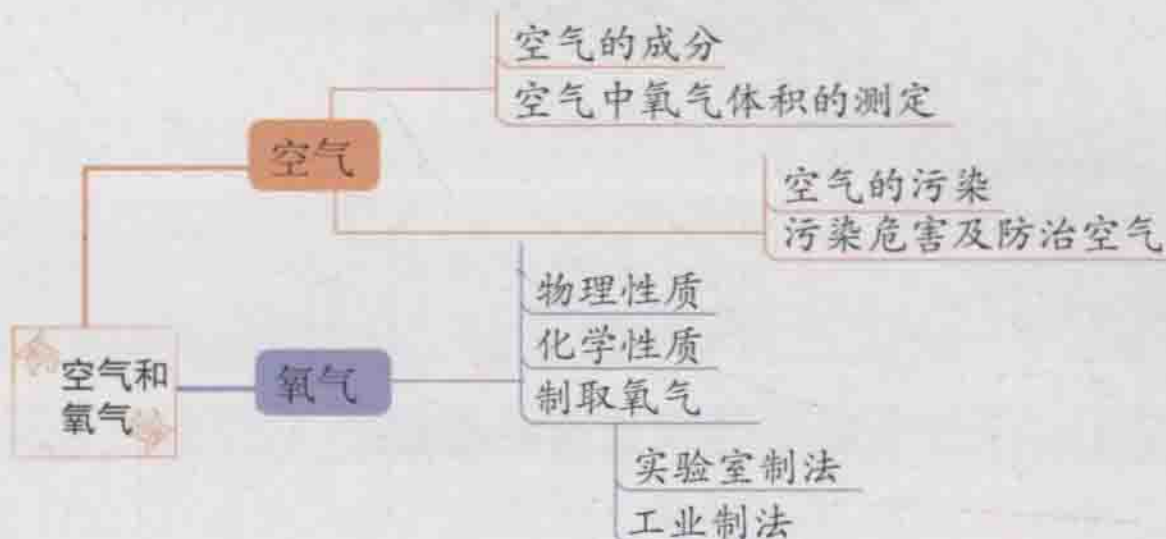 空气的成分
空气中氧气体积的测定
空气
空气的污染
污染危害及防治空气
物理性质
化学性质
空气和
氧气
氧气
制取氧气
实验室制法
工业制法